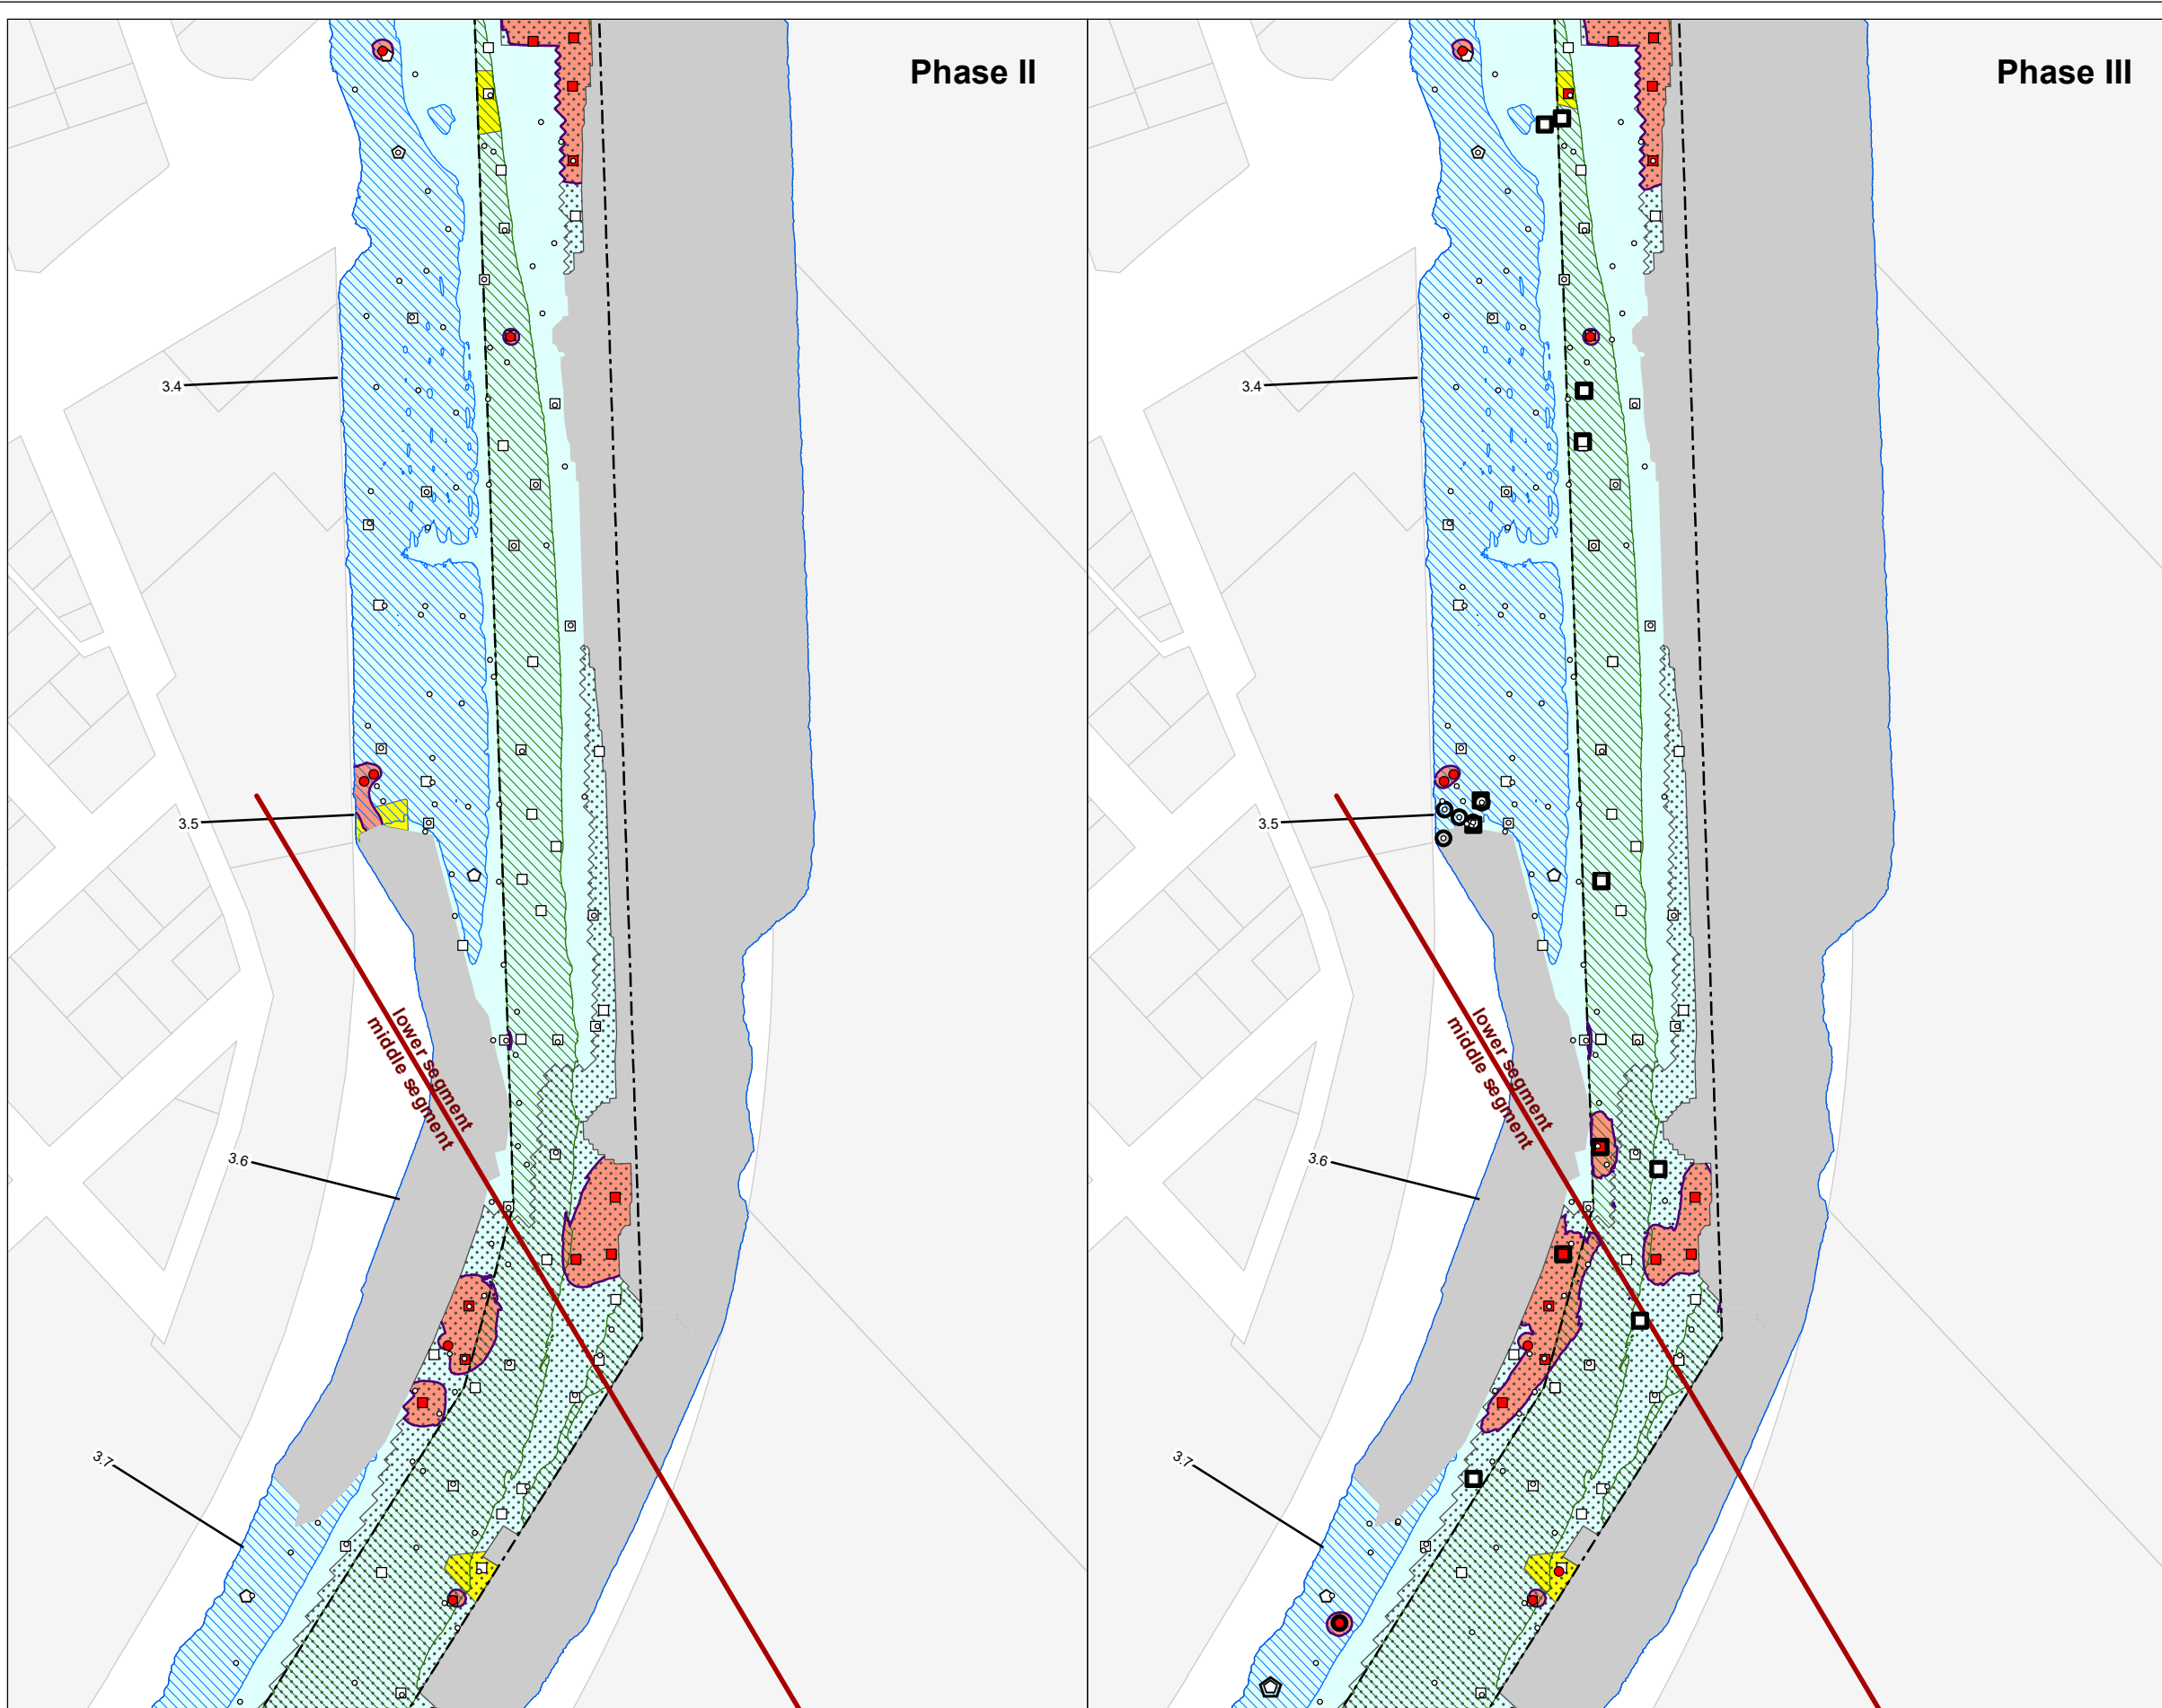 Phase II
3.4
3.5
lower segment
middle segment
3.6
3.7
Phase III
3.4
3.5
lower segment
middle segment
3.6
3.7